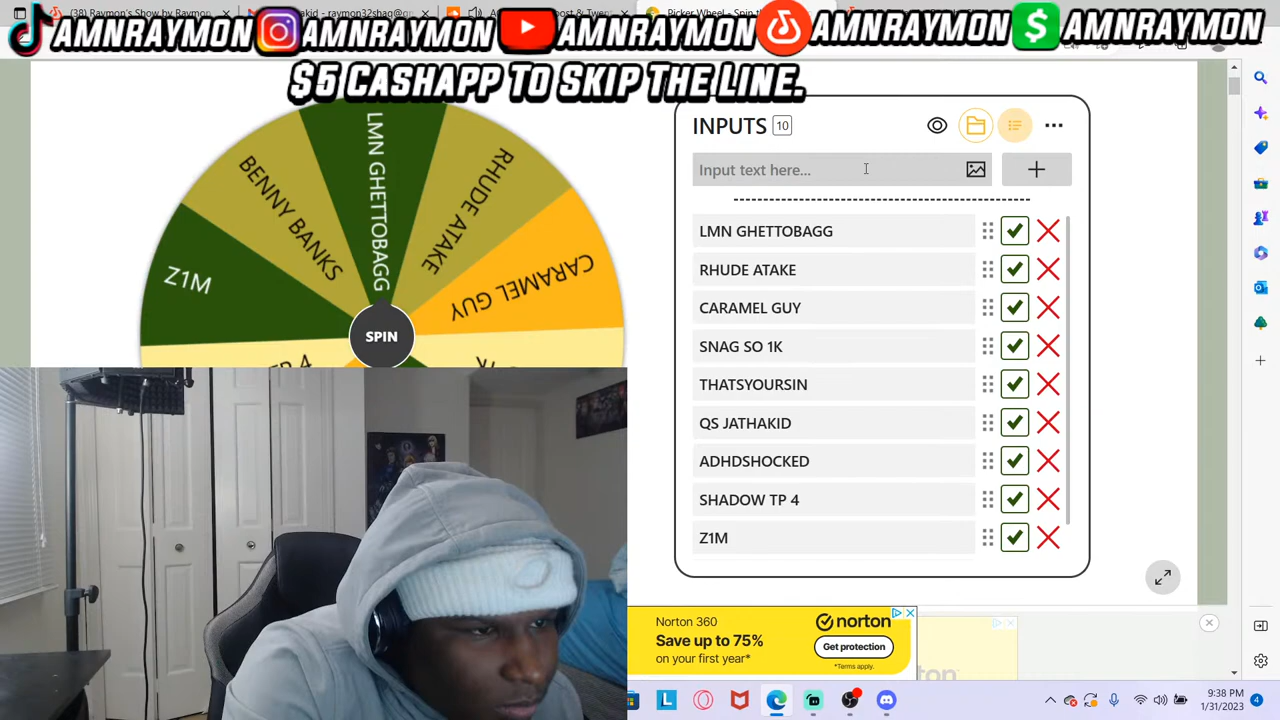 AMNRAYMON AMNRAYMON AMNRAYMON AMNRAYMON AMNRAYMON
$5 CASHAPP TO SKIP THE LINE.
LMN GHETTOBAGG
RHUDE ATAKE
CARAMEL GUY
BENNY BANKS
Z1M
SPIN
INPUTS 10
Input text here...
LMN GHETTOBAGG
RHUDE ATAKE
CARAMEL GUY
SNAG SO 1K
THATSYOURSIN
QS JATHAKID
ADHDSHOCKED
SHADOW TP 4
Z1M
Norton 360
Save up to 75%
on your first year*
norton
Get protection
*Terms apply.
9:38 PM
1/31/2023
4